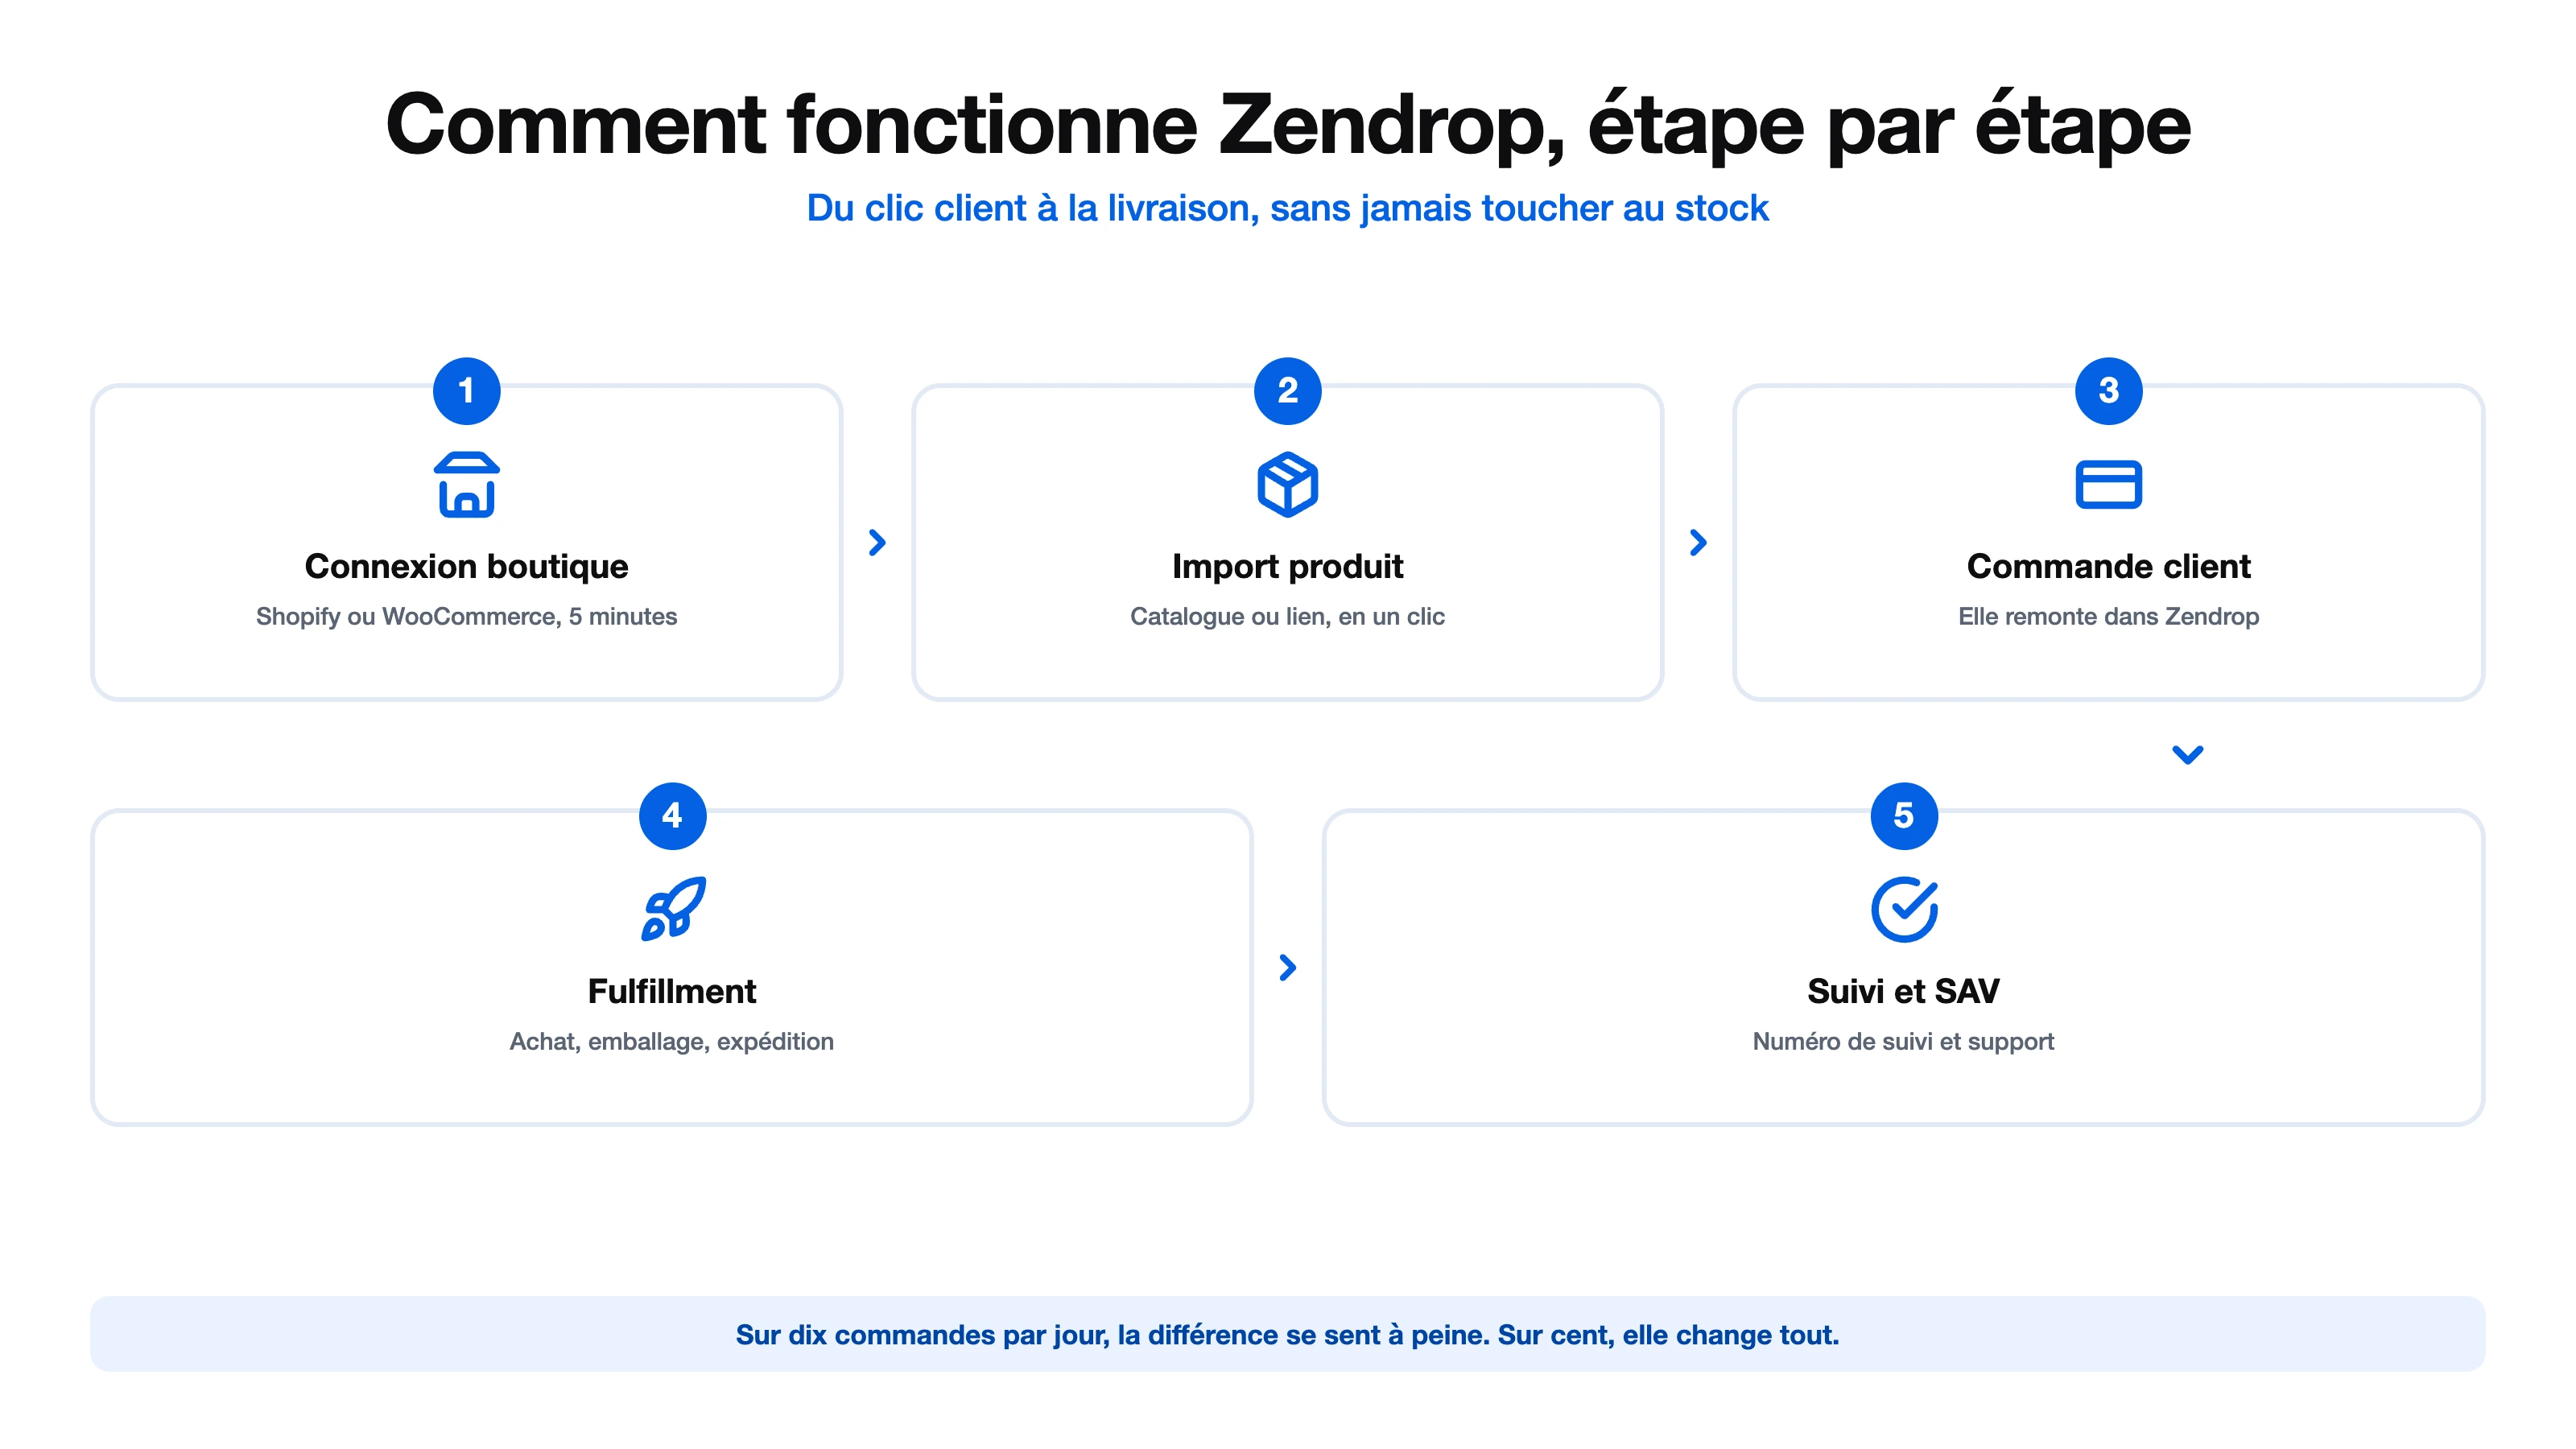 Comment fonctionne Zendrop, étape par étape
Du clic client à la livraison, sans jamais toucher au stock
1
Connexion boutique
Shopify ou WooCommerce, 5 minutes
2
Import produit
Catalogue ou lien, en un clic
3
Commande client
Elle remonte dans Zendrop
4
Fulfillment
Achat, emballage, expédition
5
Suivi et SAV
Numéro de suivi et support
Sur dix commandes par jour, la différence se sent à peine. Sur cent, elle change tout.